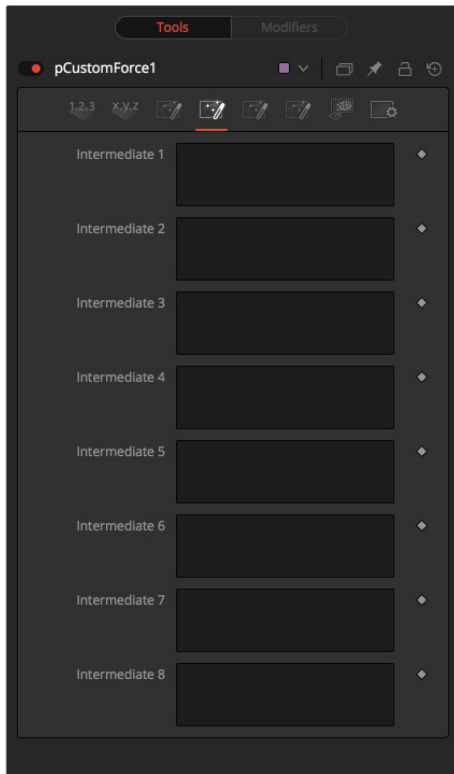 Tools
Modifiers
pCustomForce1
1,2,3
x,y,z
Intermediate 1
Intermediate 2
Intermediate 3
Intermediate 4
Intermediate 5
Intermediate 6
Intermediate 7
Intermediate 8